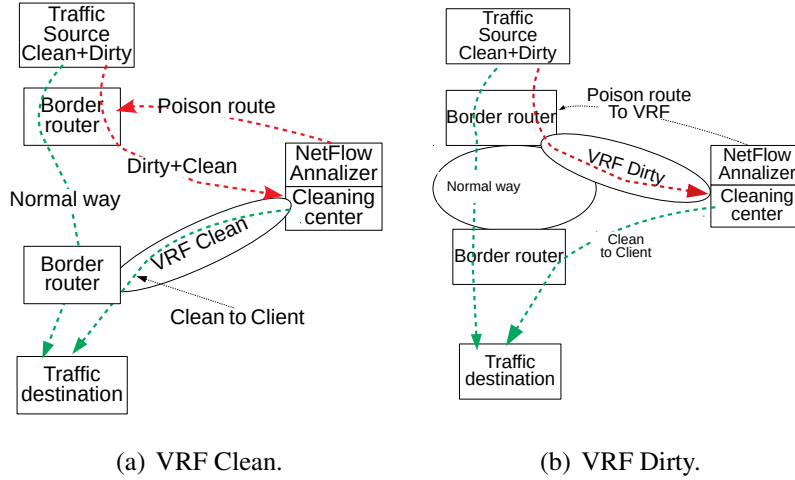 Traffic
Source
Clean+Dirty
Border
router
Poison route
Dirty+Clean
NetFlow
Annalizer
Cleaning
center
Normal way
VRF Clean
Border
router
Clean to Client
Traffic
destination
(a) VRF Clean.
Traffic
Source
Clean+Dirty
Border router
Poison route
To VRF
VRF Dirty
NetFlow
Annalizer
Cleaning
center
Normal way
Clean
to Client
Border router
Traffic
destination
(b) VRF Dirty.